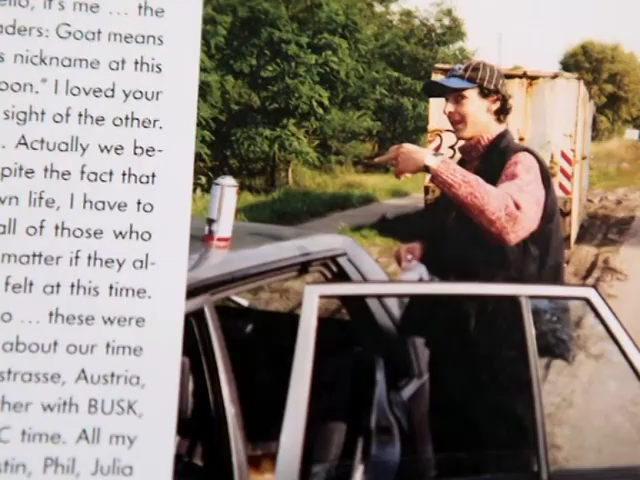 ello, it's me ... the
aders: Goat means
s nickname at this
oon." I loved your
sight of the other.
. Actually we be-
pite the fact that
wn life, I have to
all of those who
matter if they al-
felt at this time.
o ... these were
about our time
strasse, Austria,
her with BUSK,
C time. All my
stin, Phil, Julia
23